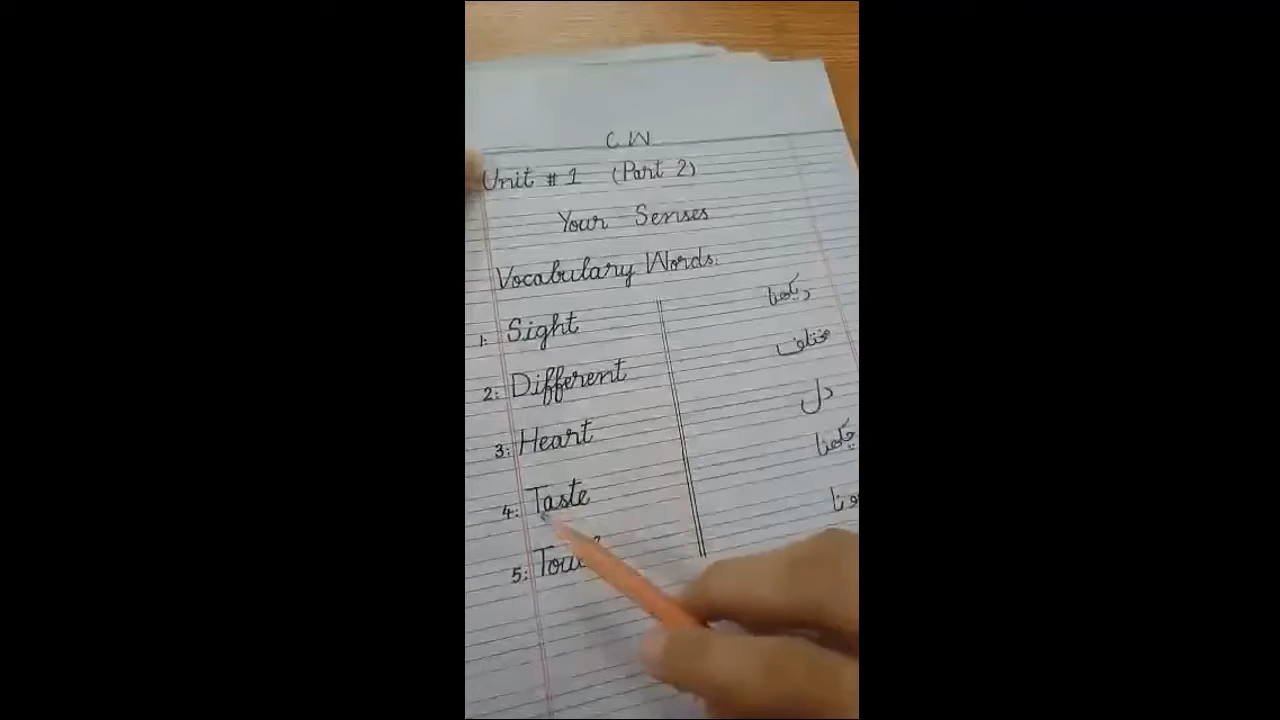 C W
Unit # 1 (Part 2)
Your Senses
Vocabulary Words:
1: Sight دیکھنا
2: Different مختلف
3: Heart دل
4: Taste چکھنا
5: